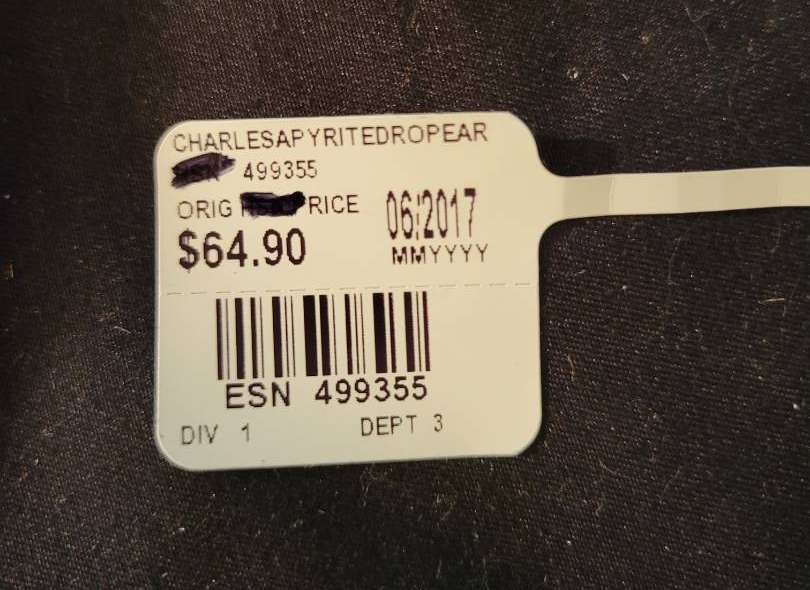 CHARLESAPYRITEDROPEAR
499355
ORIG RICE
$64.90
06/2017
MMYYYY
ESN 499355
DIV 1 DEPT 3